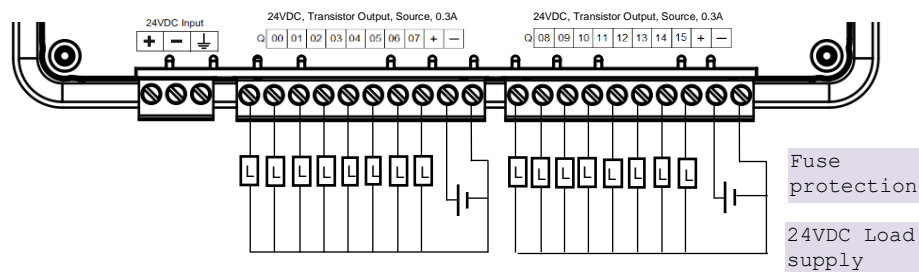 24VDC Input
+ −
24VDC, Transistor Output, Source, 0.3A
Q 00 01 02 03 04 05 06 07 + −
24VDC, Transistor Output, Source, 0.3A
Q 08 09 10 11 12 13 14 15 + −
L L L L L L L L
L L L L L L L L
Fuse
protection
24VDC Load
supply